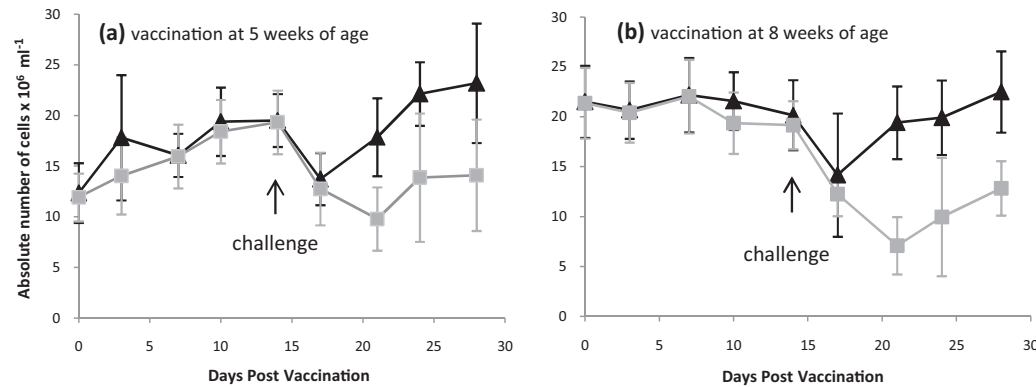 (a) vaccination at 5 weeks of age
30
25
20
15
10
5
0
0 5 10 15 20 25 30
challenge
Absolute number of cells x 10⁶ ml⁻¹
Days Post Vaccination
(b) vaccination at 8 weeks of age
30
25
20
15
10
5
0
0 5 10 15 20 25 30
challenge
Days Post Vaccination